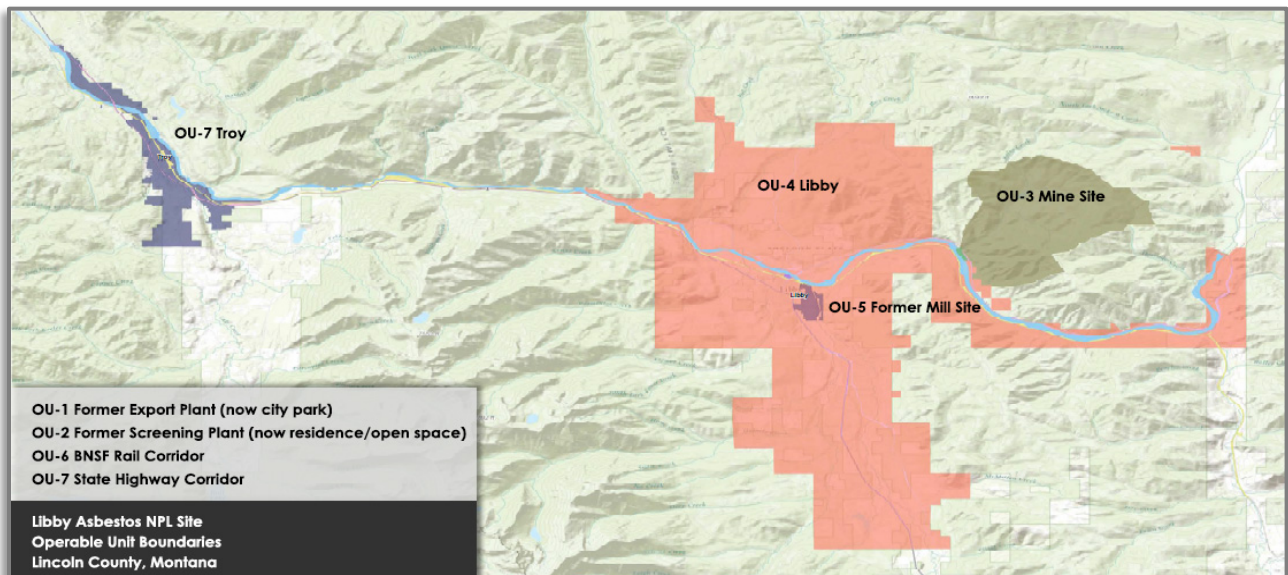 OU-7 Troy
Troy
OU-4 Libby
OU-3 Mine Site
Libby
OU-5 Former Mill Site
OU-1 Former Export Plant (now city park)
OU-2 Former Screening Plant (now residence/open space)
OU-6 BNSF Rail Corridor
OU-7 State Highway Corridor
Libby Asbestos NPL Site
Operable Unit Boundaries
Lincoln County, Montana